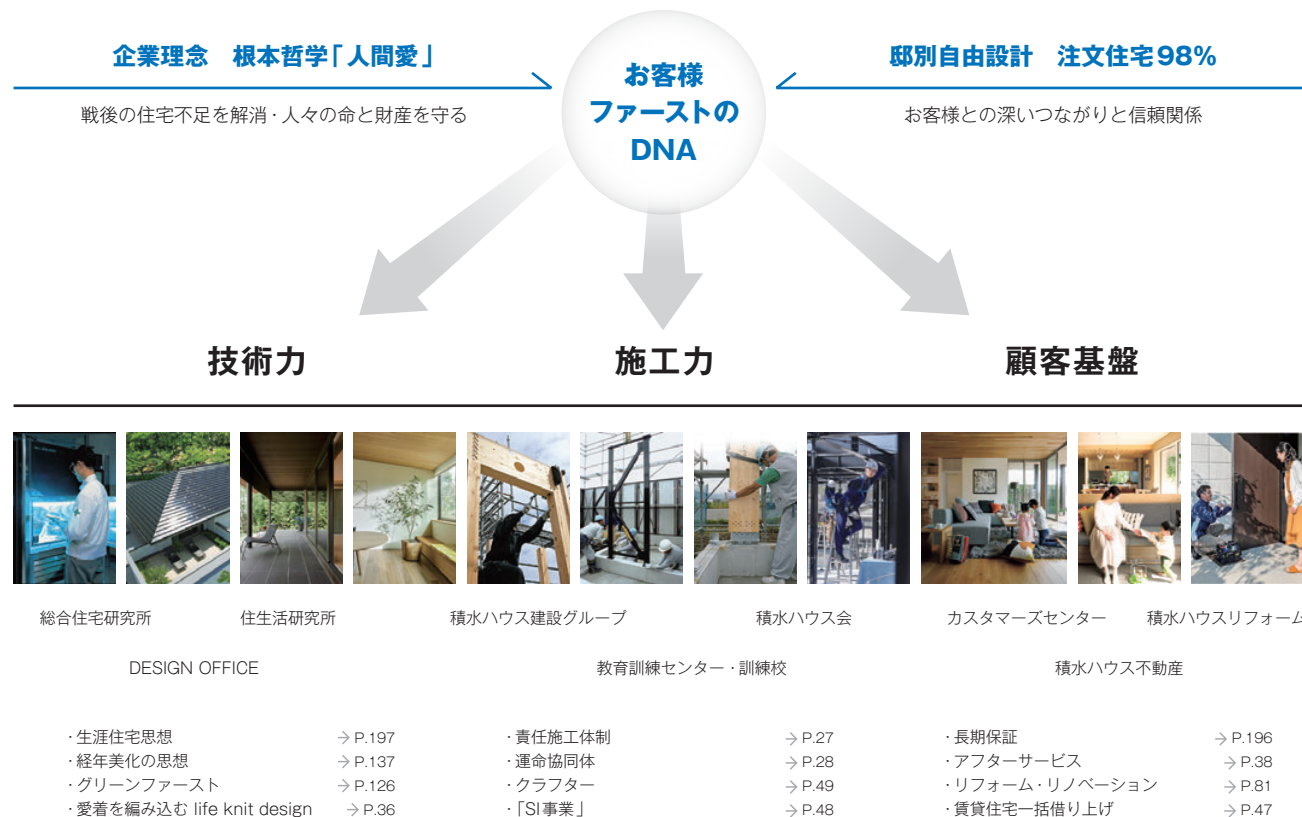 企業理念　根本哲学「人間愛」
戦後の住宅不足を解消・人々の命と財産を守る
お客様
ファーストの
DNA
邸別自由設計　注文住宅98%
お客様との深いつながりと信頼関係
技術力
施工力
顧客基盤
総合住宅研究所
住生活研究所
積水ハウス建設グループ
積水ハウス会
カスタマーズセンター
積水ハウスリフォーム
DESIGN OFFICE
教育訓練センター・訓練校
積水ハウス不動産
・生涯住宅思想 → P.197
・経年美化の思想 → P.137
・グリーンファースト → P.126
・愛着を編み込む life knit design → P.36
・責任施工体制 → P.27
・運命協同体 → P.28
・クラフター → P.49
・「SI事業」 → P.48
・長期保証 → P.196
・アフターサービス → P.38
・リフォーム・リノベーション → P.81
・賃貸住宅一括借り上げ → P.47